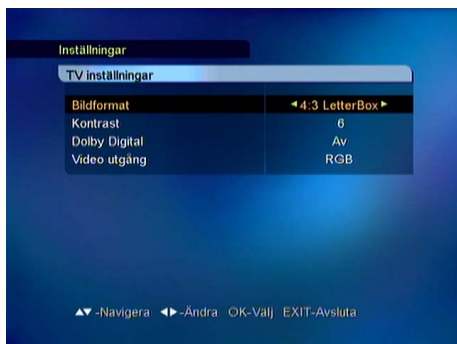 Inställningar
TV inställningar
Bildformat ◄4:3 LetterBox►
Kontrast 6
Dolby Digital Av
Video utgång RGB
▲▼-Navigera ◄►-Ändra OK-Välj EXIT-Avsluta